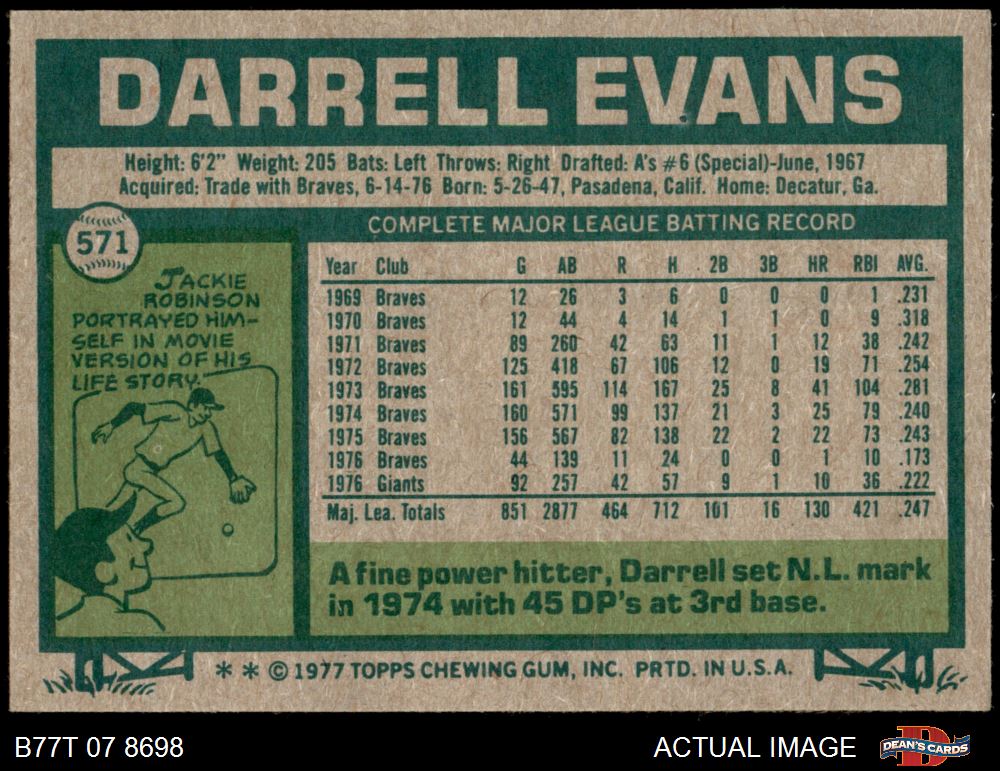 DARRELL EVANS
Height: 6'2" Weight: 205 Bats: Left Throws: Right Drafted: A's #6 (Special)-June, 1967
Acquired: Trade with Braves, 6-14-76 Born: 5-26-47, Pasadena, Calif. Home: Decatur, Ga.
571
JACKIE
ROBINSON
PORTRAYED HIM-
SELF IN MOVIE
VERSION OF HIS
LIFE STORY.
COMPLETE MAJOR LEAGUE BATTING RECORD
Year Club G AB R H 2B 3B HR RBI AVG.
1969 Braves 12 26 3 6 0 0 0 1 .231
1970 Braves 12 44 4 14 1 1 0 9 .318
1971 Braves 89 260 42 63 11 1 12 38 .242
1972 Braves 125 418 67 106 12 0 19 71 .254
1973 Braves 161 595 114 167 25 8 41 104 .281
1974 Braves 160 571 99 137 21 3 25 79 .240
1975 Braves 156 567 82 138 22 2 22 73 .243
1976 Braves 44 139 11 24 0 0 1 10 .173
1976 Giants 92 257 42 57 9 1 10 36 .222
Maj. Lea. Totals 851 2877 464 712 101 16 130 421 .247
A fine power hitter, Darrell set N.L. mark
in 1974 with 45 DP's at 3rd base.
* * © 1977 TOPPS CHEWING GUM, INC. PRTD. IN U.S.A.
B77T 07 8698 ACTUAL IMAGE DEAN'S CARDS